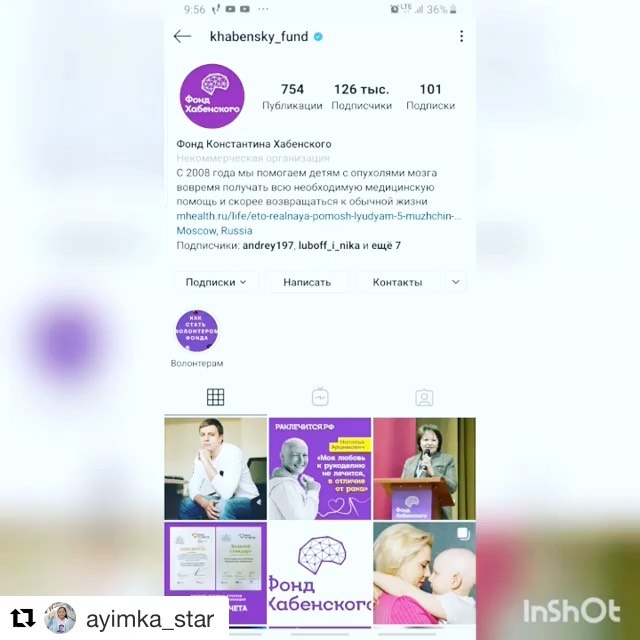 9:56
LTE
36%
khabensky_fund
Фонд
Хабенского
754
126 тыс.
101
Публикации
Подписчики
Подписки
Фонд Константина Хабенского
Некоммерческая организация
С 2008 года мы помогаем детям с опухолями мозга
вовремя получать всю необходимую медицинскую
помощь и скорее возвращаться к обычной жизни
mhealth.ru/life/eto-realnaya-pomosh-lyudyam-5-muzhchin-...
Moscow, Russia
Подписчики: andrey197, luboff_i_nika и ещё 7
Подписки
Написать
Контакты
КАК
СТАТЬ
ВОЛОНТЕРОМ
ФОНДА
Волонтерам
РАКЛЕЧИТСЯ.РФ
Наталья
«Моя любовь
к рукоделию
не лечится,
в отличие
от рака»
Фонд
Хабенского
Фонд
Хабенского
ayimka_star
InShOt